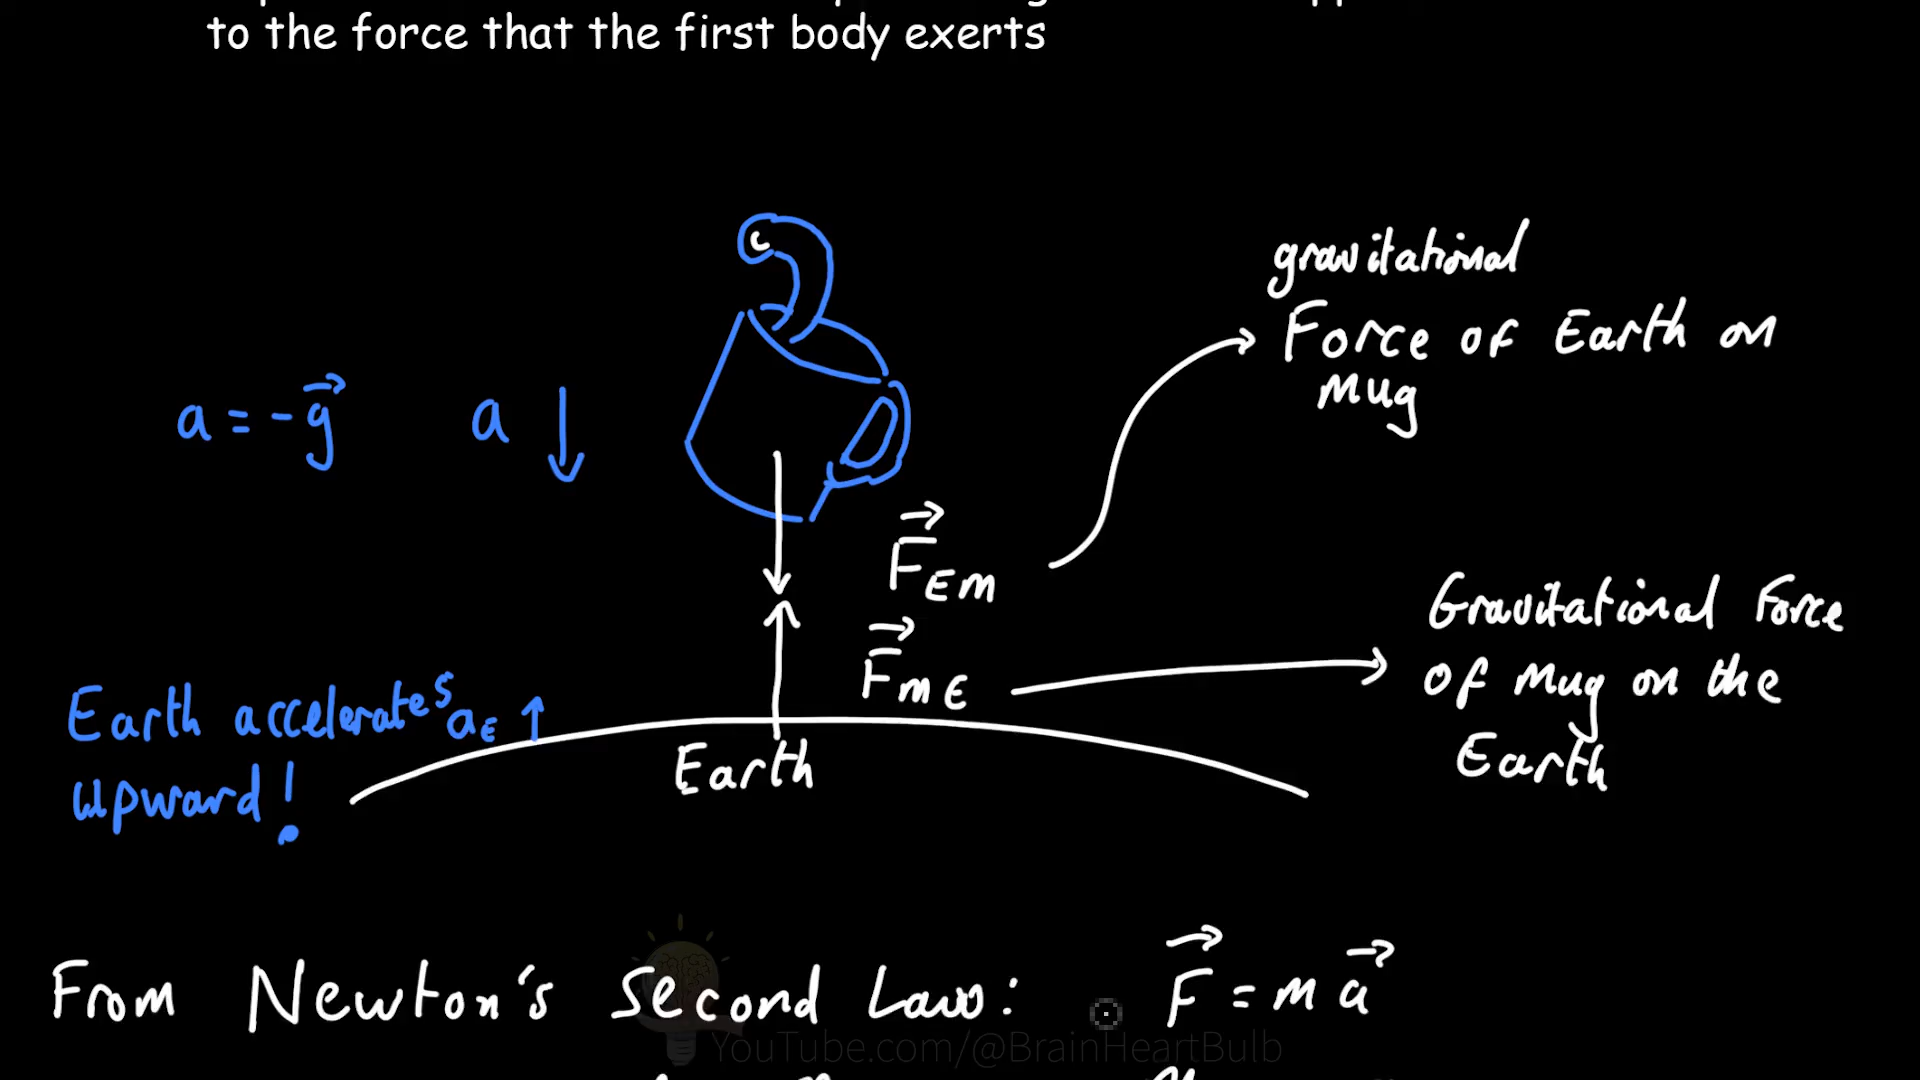 to the force that the first body exerts
gravitational
Force of Earth on
Mug
a = -g⃗ a ↓
F⃗EM
F⃗ME
Gravitational Force
of Mug on the
Earth
Earth accelerates aE ↑
upward!
Earth
From Newton's Second Law: F⃗ = m a⃗
YouTube.com/@BrainHeartBulb